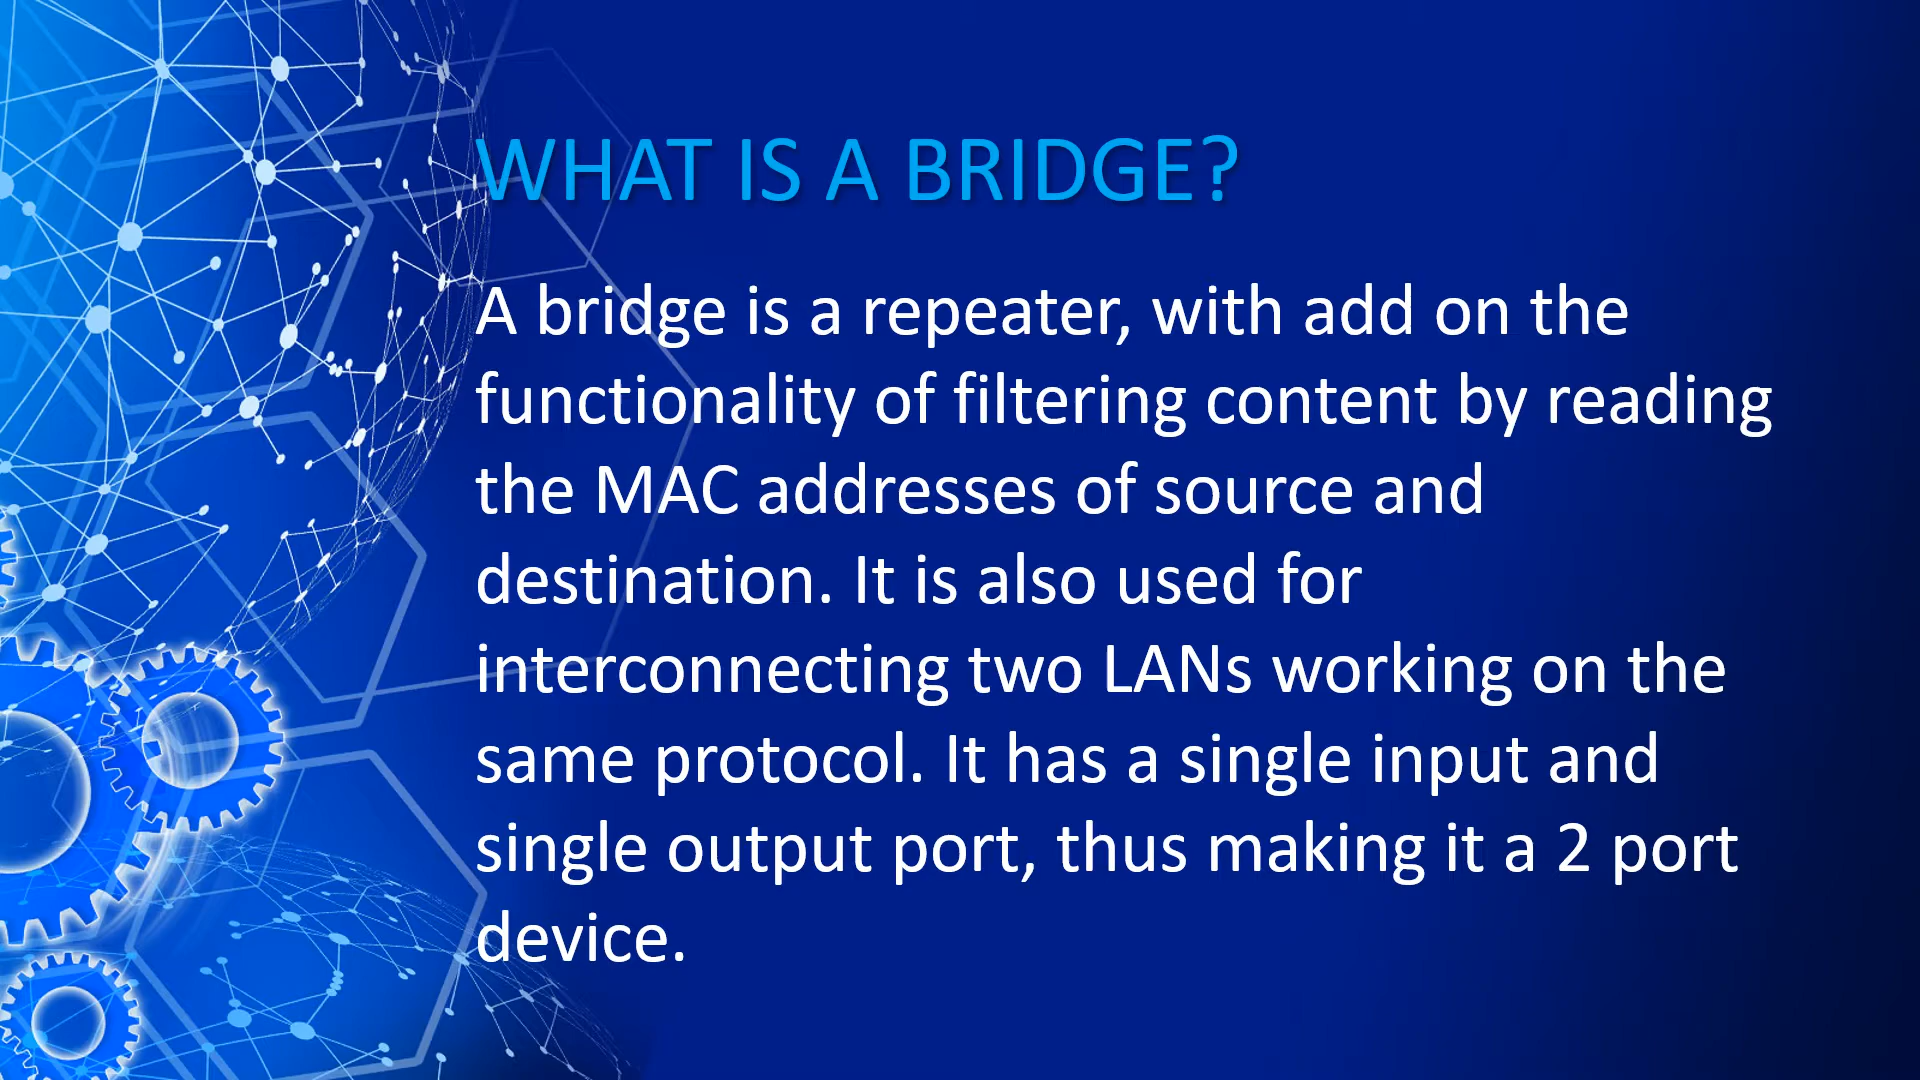 WHAT IS A BRIDGE?
A bridge is a repeater, with add on the
functionality of filtering content by reading
the MAC addresses of source and
destination. It is also used for
interconnecting two LANs working on the
same protocol. It has a single input and
single output port, thus making it a 2 port
device.